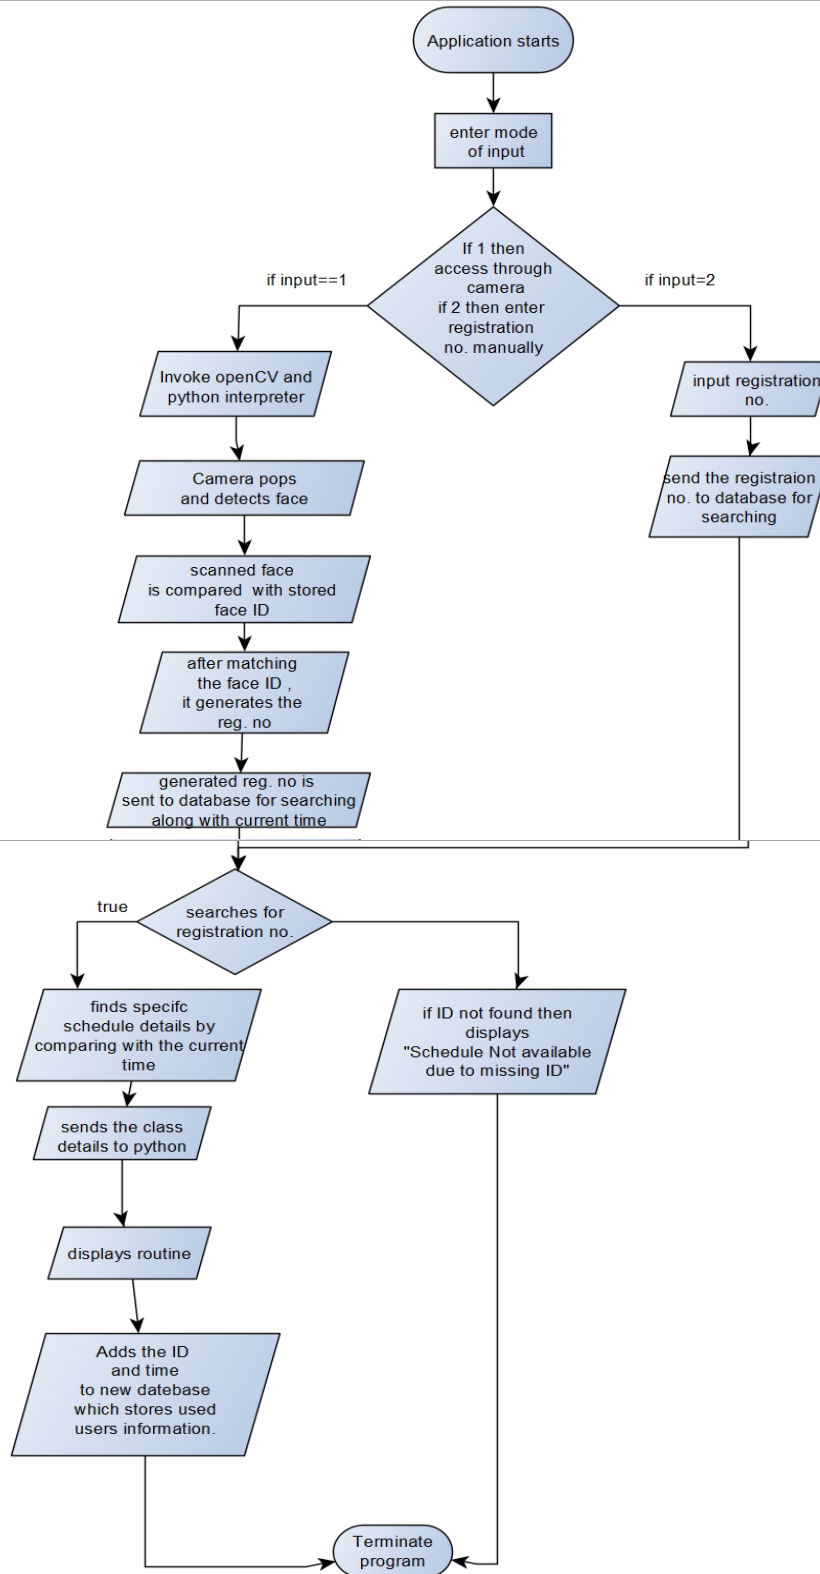 Application starts
enter mode
of input
If 1 then
access through
camera
if 2 then enter
registration
no. manually
if input==1
if input=2
Invoke openCV and
python interpreter
input registration
no.
Camera pops
and detects face
send the registraion
no. to database for
searching
scanned face
is compared with stored
face ID
after matching
the face ID ,
it generates the
reg. no
generated reg. no is
sent to database for searching
along with current time
searches for
registration no.
true
finds specifc
schedule details by
comparing with the current
time
if ID not found then
displays
"Schedule Not available
due to missing ID"
sends the class
details to python
displays routine
Adds the ID
and time
to new datebase
which stores used
users information.
Terminate
program